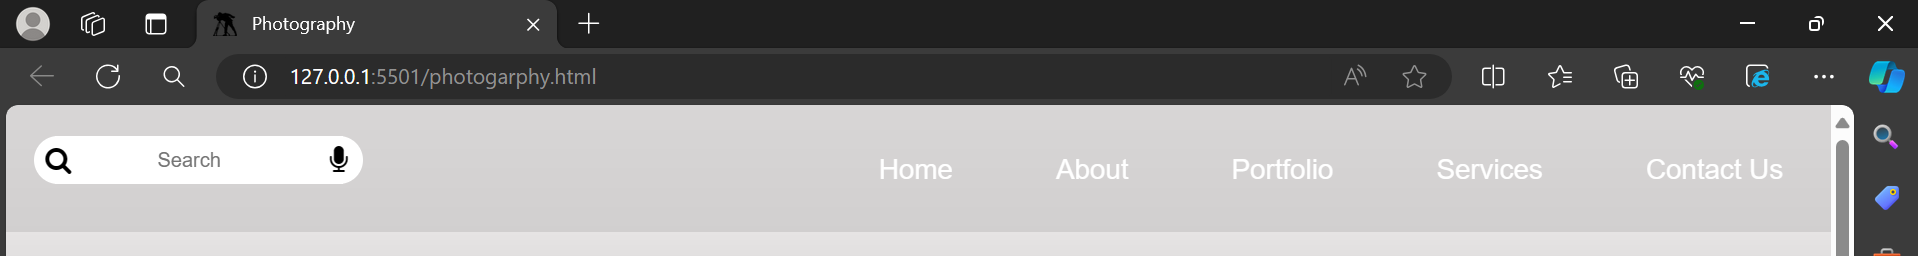 Photography
127.0.0.1:5501/photogarphy.html
Search
Home About Portfolio Services Contact Us